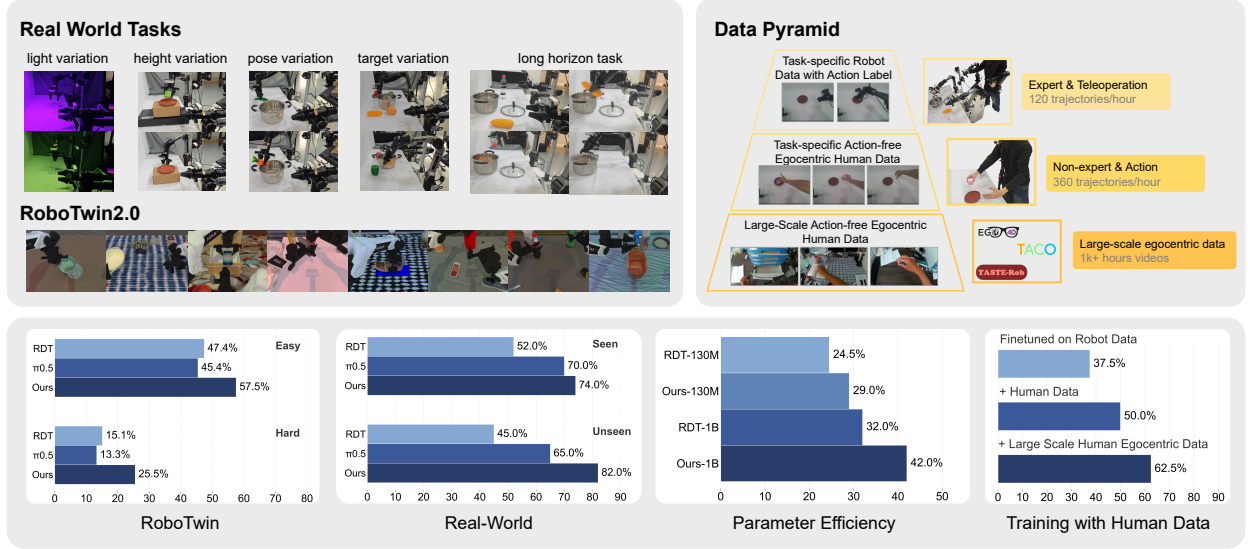 Real World Tasks
light variation
height variation
pose variation
target variation
long horizon task
RoboTwin2.0
Data Pyramid
Task-specific Robot
Data with Action Label
Expert & Teleoperation
120 trajectories/hour
Task-specific Action-free
Egocentric Human Data
Non-expert & Action
360 trajectories/hour
Large-Scale Action-free Egocentric
Human Data
EGO4D
TACO
TASTE-Rob
Large-scale egocentric data
1k+ hours videos
RDT 47.4% Easy
π0.5 45.4%
Ours 57.5%
RDT 15.1% Hard
π0.5 13.3%
Ours 25.5%
0 10 20 30 40 50 60 70 80
RoboTwin
RDT 52.0% Seen
π0.5 70.0%
Ours 74.0%
RDT 45.0% Unseen
π0.5 65.0%
Ours 82.0%
0 10 20 30 40 50 60 70 80 90
Real-World
RDT-130M 24.5%
Ours-130M 29.0%
RDT-1B 32.0%
Ours-1B 42.0%
0 10 20 30 40 50
Parameter Efficiency
Finetuned on Robot Data
37.5%
+ Human Data
50.0%
+ Large Scale Human Egocentric Data
62.5%
0 10 20 30 40 50 60 70 80 90
Training with Human Data